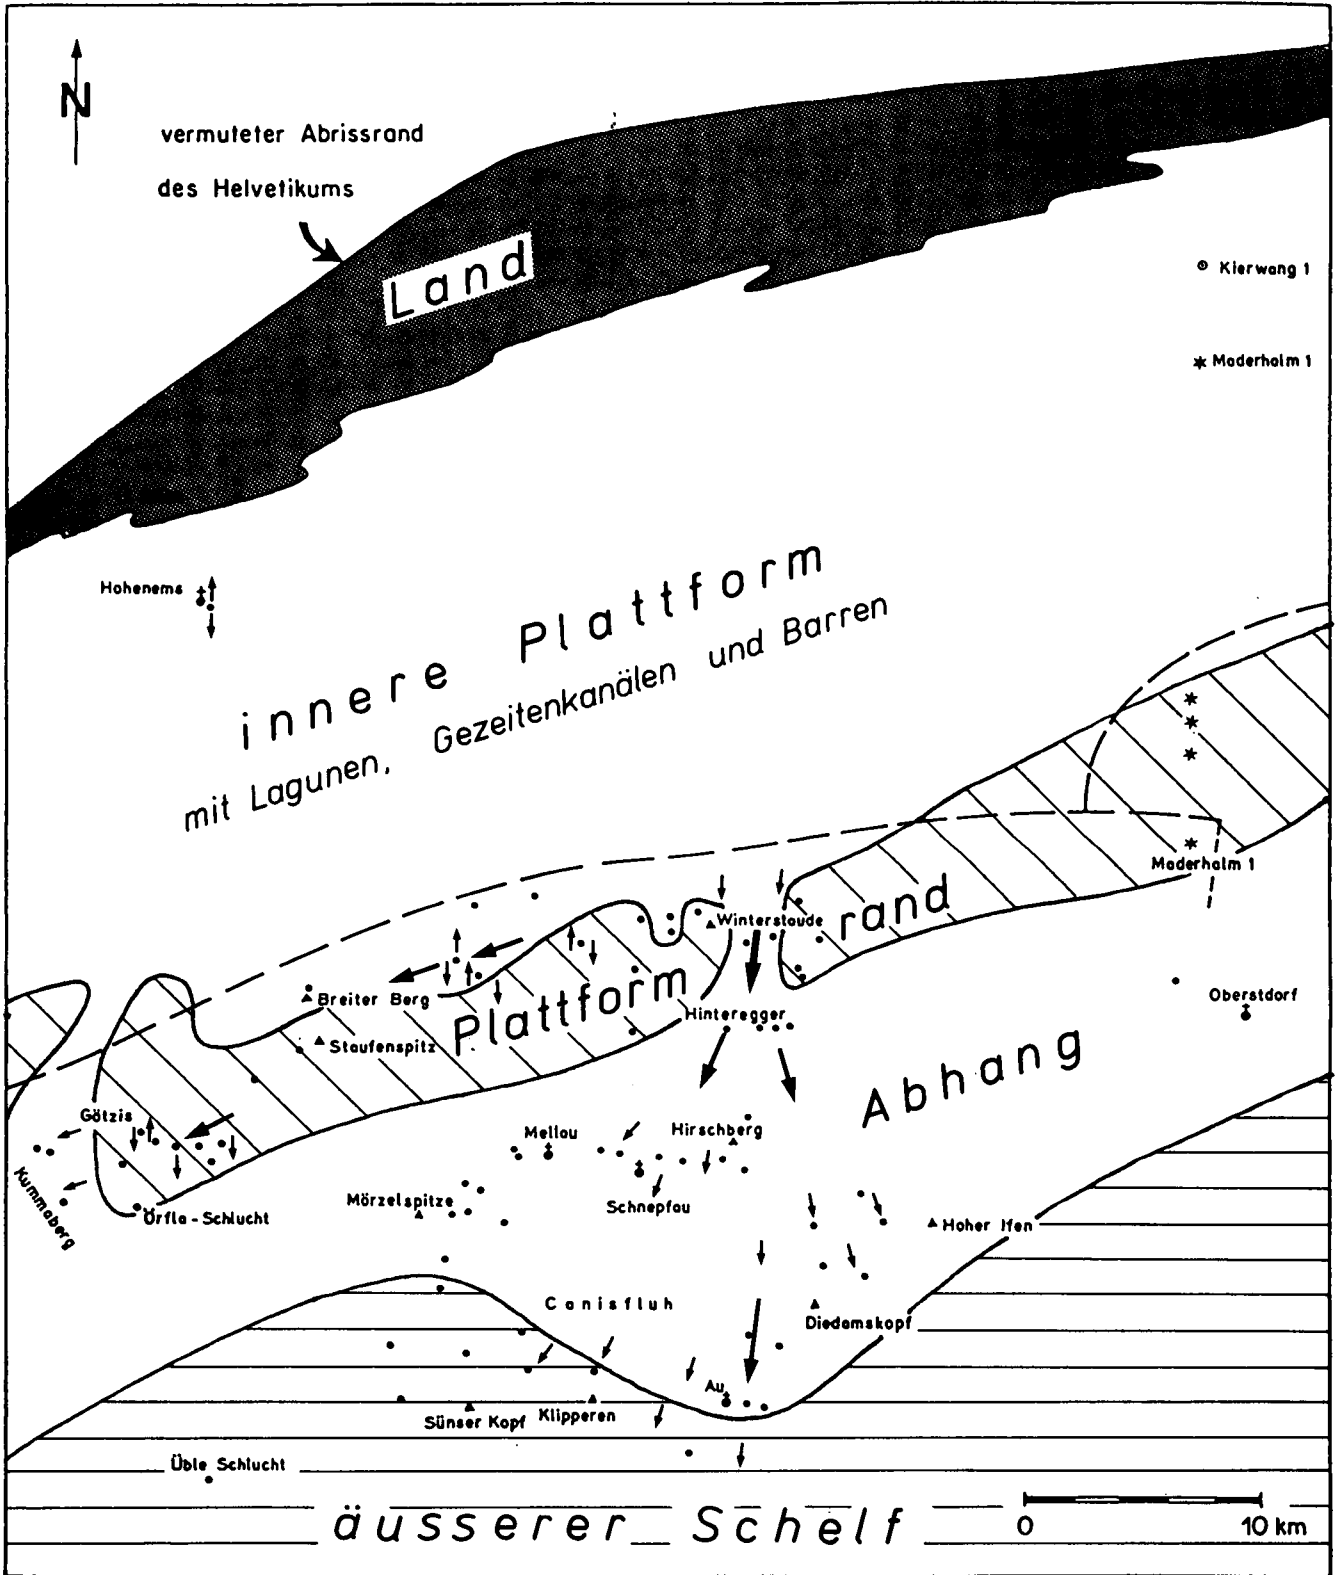 N
vermuteter Abrissrand
des Helvetikums
Land
Kierwang 1
Maderhalm 1
Hohenems
innere Plattform
mit Lagunen, Gezeitenkanälen und Barren
Maderhalm 1
Winterstaude
Plattform rand
Breiter Berg
Hinteregger
Oberstdorf
Staufenspitz
Abhang
Götzis
Mellau
Hirschberg
Kummaberg
Mörzelspitze
Schnepfau
Örfla-Schlucht
Hoher Ifen
Canisfluh
Diedamskopf
Au
Sünser Kopf
Klipperen
Üble Schlucht
äusserer Schelf
0 10 km